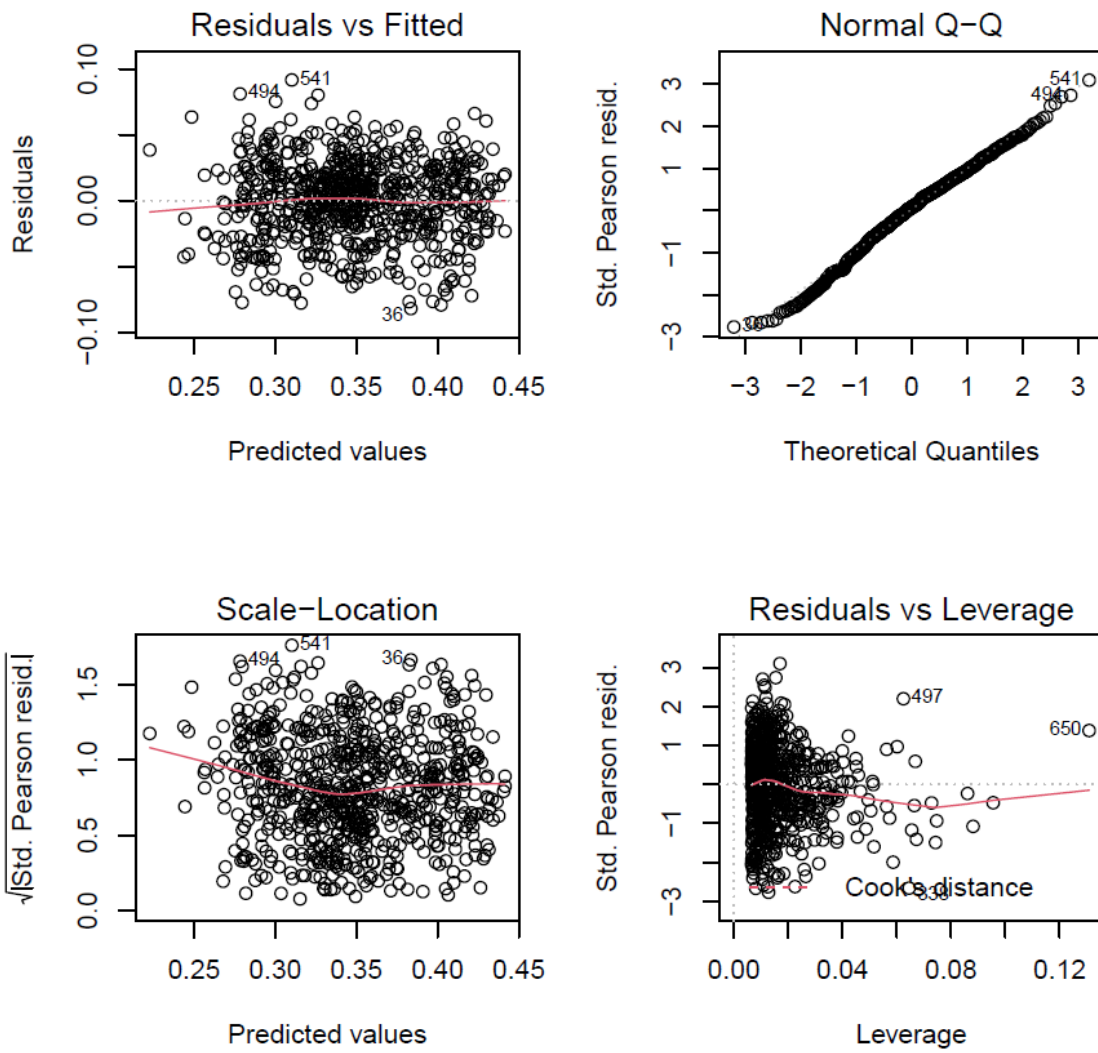 Residuals vs Fitted
Residuals
0.10
0.00
−0.10
494
541
36
0.25 0.30 0.35 0.40 0.45
Predicted values
Normal Q−Q
Std. Pearson resid.
3
2
1
−1
−3
541
494
36
−3 −2 −1 0 1 2 3
Theoretical Quantiles
Scale−Location
√|Std. Pearson resid.|
1.5
1.0
0.5
0.0
494
541
36
0.25 0.30 0.35 0.40 0.45
Predicted values
Residuals vs Leverage
Std. Pearson resid.
3
2
1
−1
−3
497
650
Cook's distance
0.00 0.04 0.08 0.12
Leverage